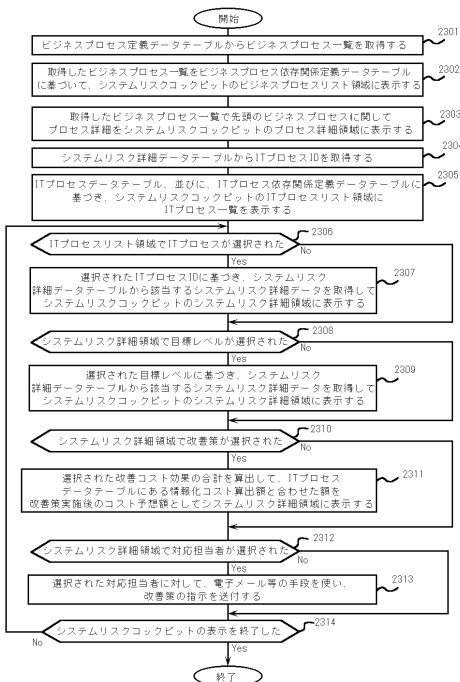 開始
ビジネスプロセス定義データテーブルからビジネスプロセス一覧を取得する
2301
取得したビジネスプロセス一覧をビジネスプロセス依存関係定義データテーブル
に基づいて、システムリスクコックピットのビジネスプロセスリスト領域に表示する
2302
取得したビジネスプロセス一覧で先頭のビジネスプロセスに関して
プロセス詳細をシステムリスクコックピットのプロセス詳細領域に表示する
2303
システムリスク詳細データテーブルからITプロセスIDを取得する
2304
ITプロセスデータテーブル、並びに、ITプロセス依存関係定義データテーブルに
基づき、システムリスクコックピットのITプロセスリスト領域に
ITプロセス一覧を表示する
2305
ITプロセスリスト領域でITプロセスが選択された
2306
No
Yes
選択されたITプロセスIDに基づき、システムリスク
詳細データテーブルから該当するシステムリスク詳細データを取得して
システムリスクコックピットのシステムリスク詳細領域に表示する
2307
システムリスク詳細領域で目標レベルが選択された
2308
No
Yes
選択された目標レベルに基づき、システムリスク
詳細データテーブルから該当するシステムリスク詳細データを取得して
システムリスクコックピットのシステムリスク詳細領域に表示する
2309
システムリスク詳細領域で改善策が選択された
2310
No
Yes
選択された改善コスト効果の合計を算出して、ITプロセス
データテーブルにある情報化コスト算出額と合わせた額を
改善策実施後のコスト予想額としてシステムリスク詳細領域に表示する
2311
システムリスク詳細領域で対応担当者が選択された
2312
No
Yes
選択された対応担当者に対して、電子メール等の手段を使い、
改善策の指示を送付する
2313
システムリスクコックピットの表示を終了した
2314
No
Yes
終了